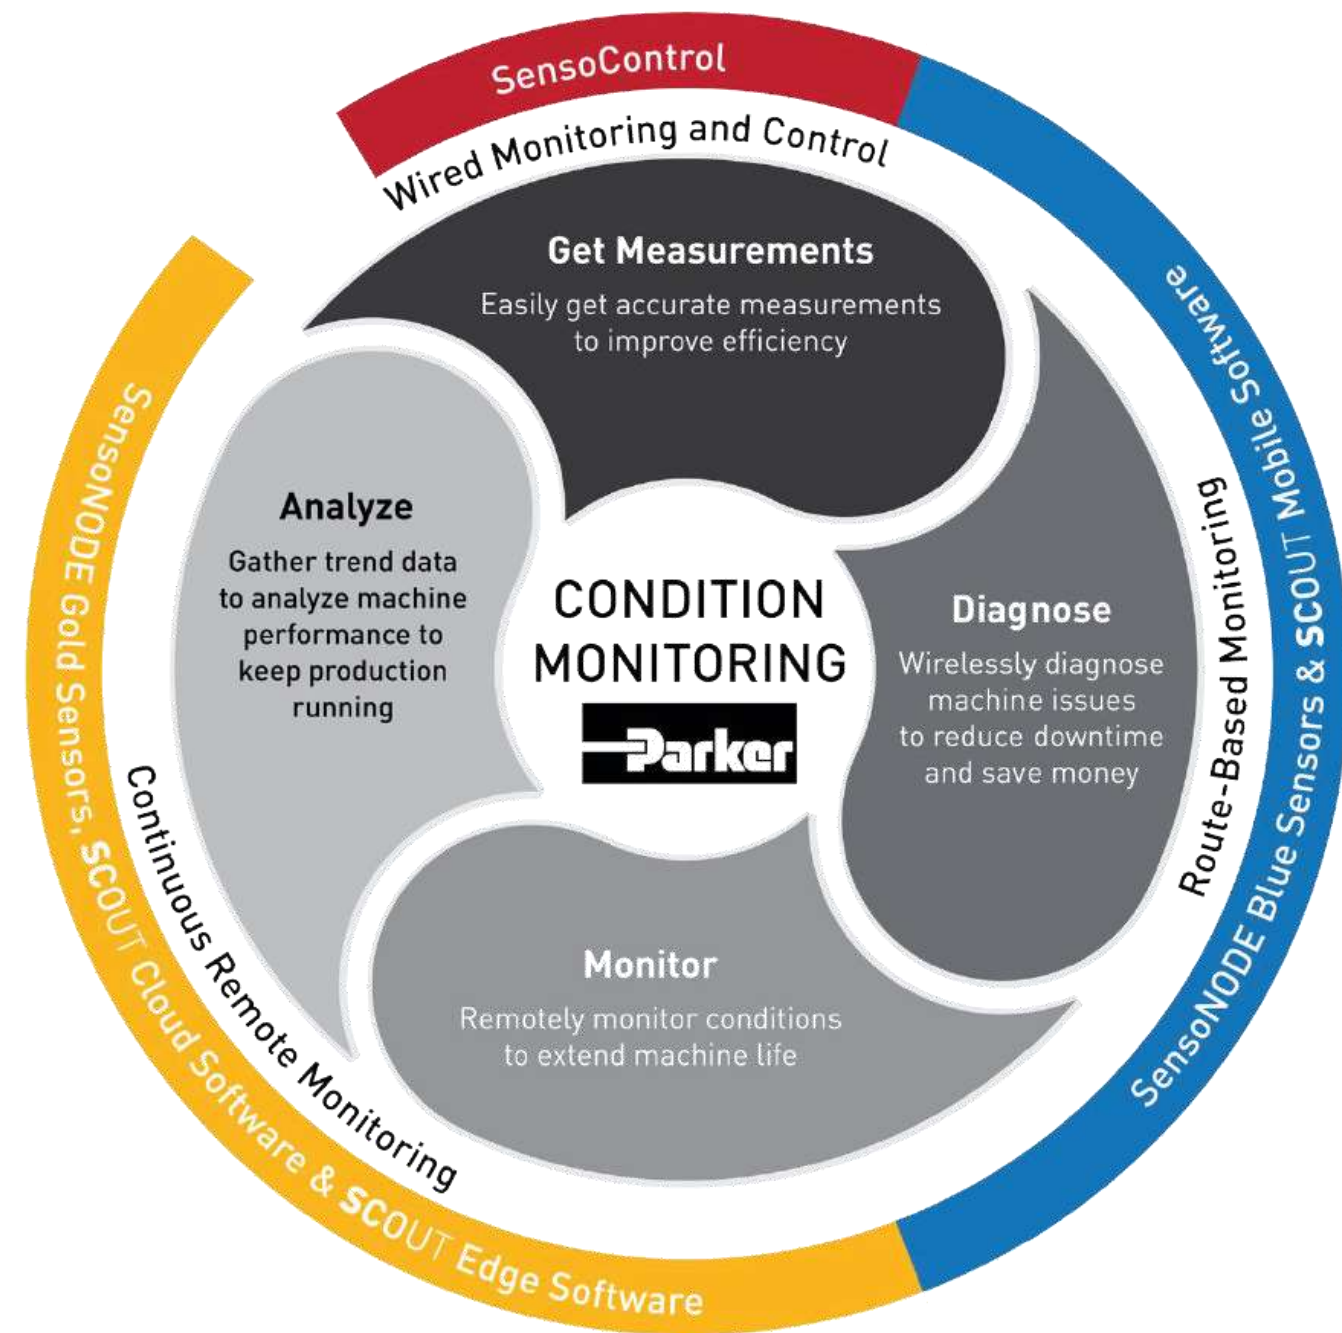 SensoControl
Wired Monitoring and Control
Get Measurements
Easily get accurate measurements
to improve efficiency
SensoNODE Blue Sensors & SCOUT Mobile Software
Route-Based Monitoring
Diagnose
Wirelessly diagnose
machine issues
to reduce downtime
and save money
CONDITION
MONITORING
Parker
Analyze
Gather trend data
to analyze machine
performance to
keep production
running
Monitor
Remotely monitor conditions
to extend machine life
Continuous Remote Monitoring
SensoNODE Gold Sensors, SCOUT Cloud Software & SCOUT Edge Software